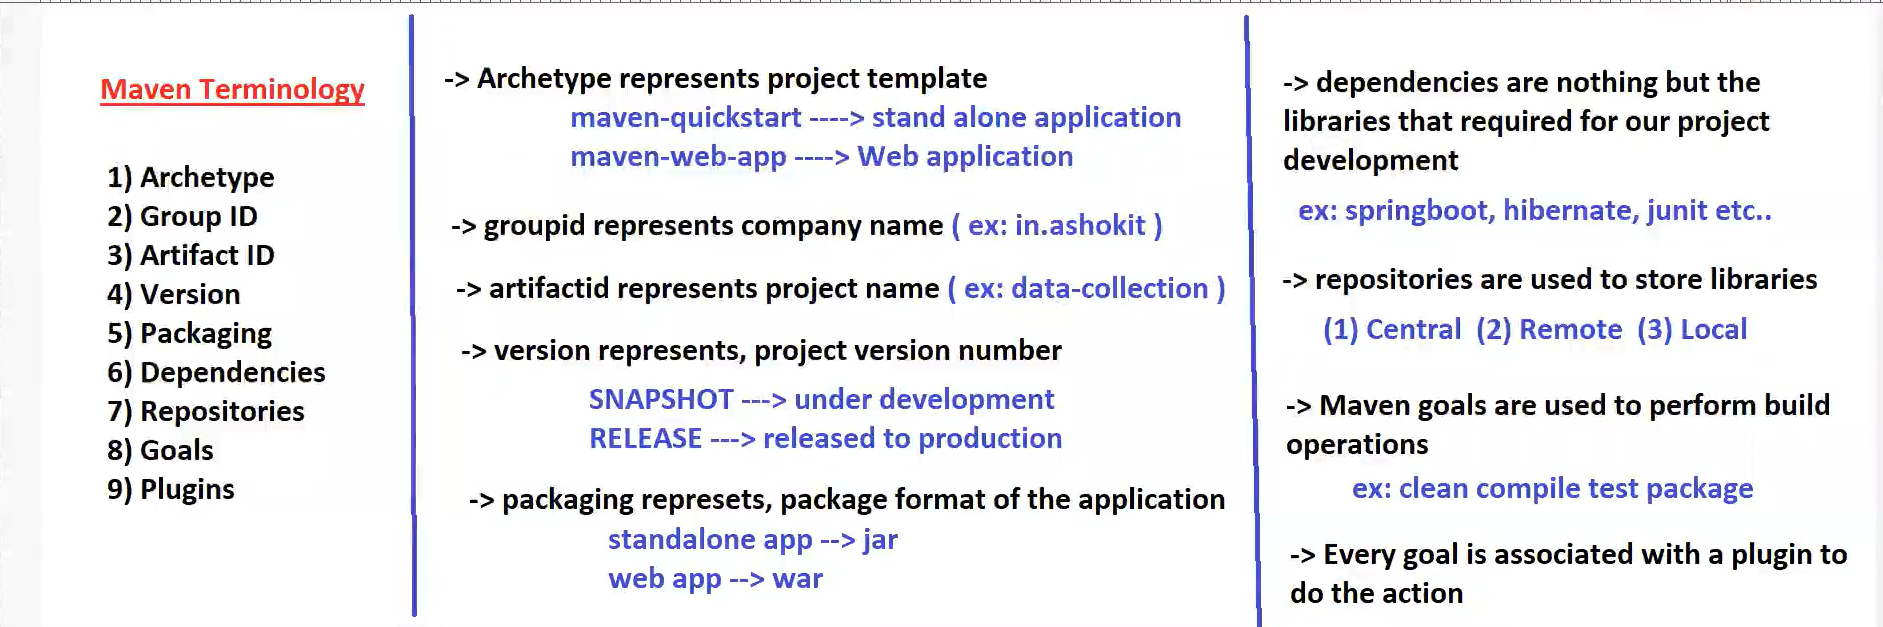 Maven Terminology
1) Archetype
2) Group ID
3) Artifact ID
4) Version
5) Packaging
6) Dependencies
7) Repositories
8) Goals
9) Plugins
-> Archetype represents project template
maven-quickstart ----> stand alone application
maven-web-app ----> Web application
-> groupid represents company name ( ex: in.ashokit )
-> artifactid represents project name ( ex: data-collection )
-> version represents, project version number
SNAPSHOT ---> under development
RELEASE ---> released to production
-> packaging represets, package format of the application
standalone app --> jar
web app --> war
-> dependencies are nothing but the
libraries that required for our project
development
ex: springboot, hibernate, junit etc..
-> repositories are used to store libraries
(1) Central (2) Remote (3) Local
-> Maven goals are used to perform build
operations
ex: clean compile test package
-> Every goal is associated with a plugin to
do the action